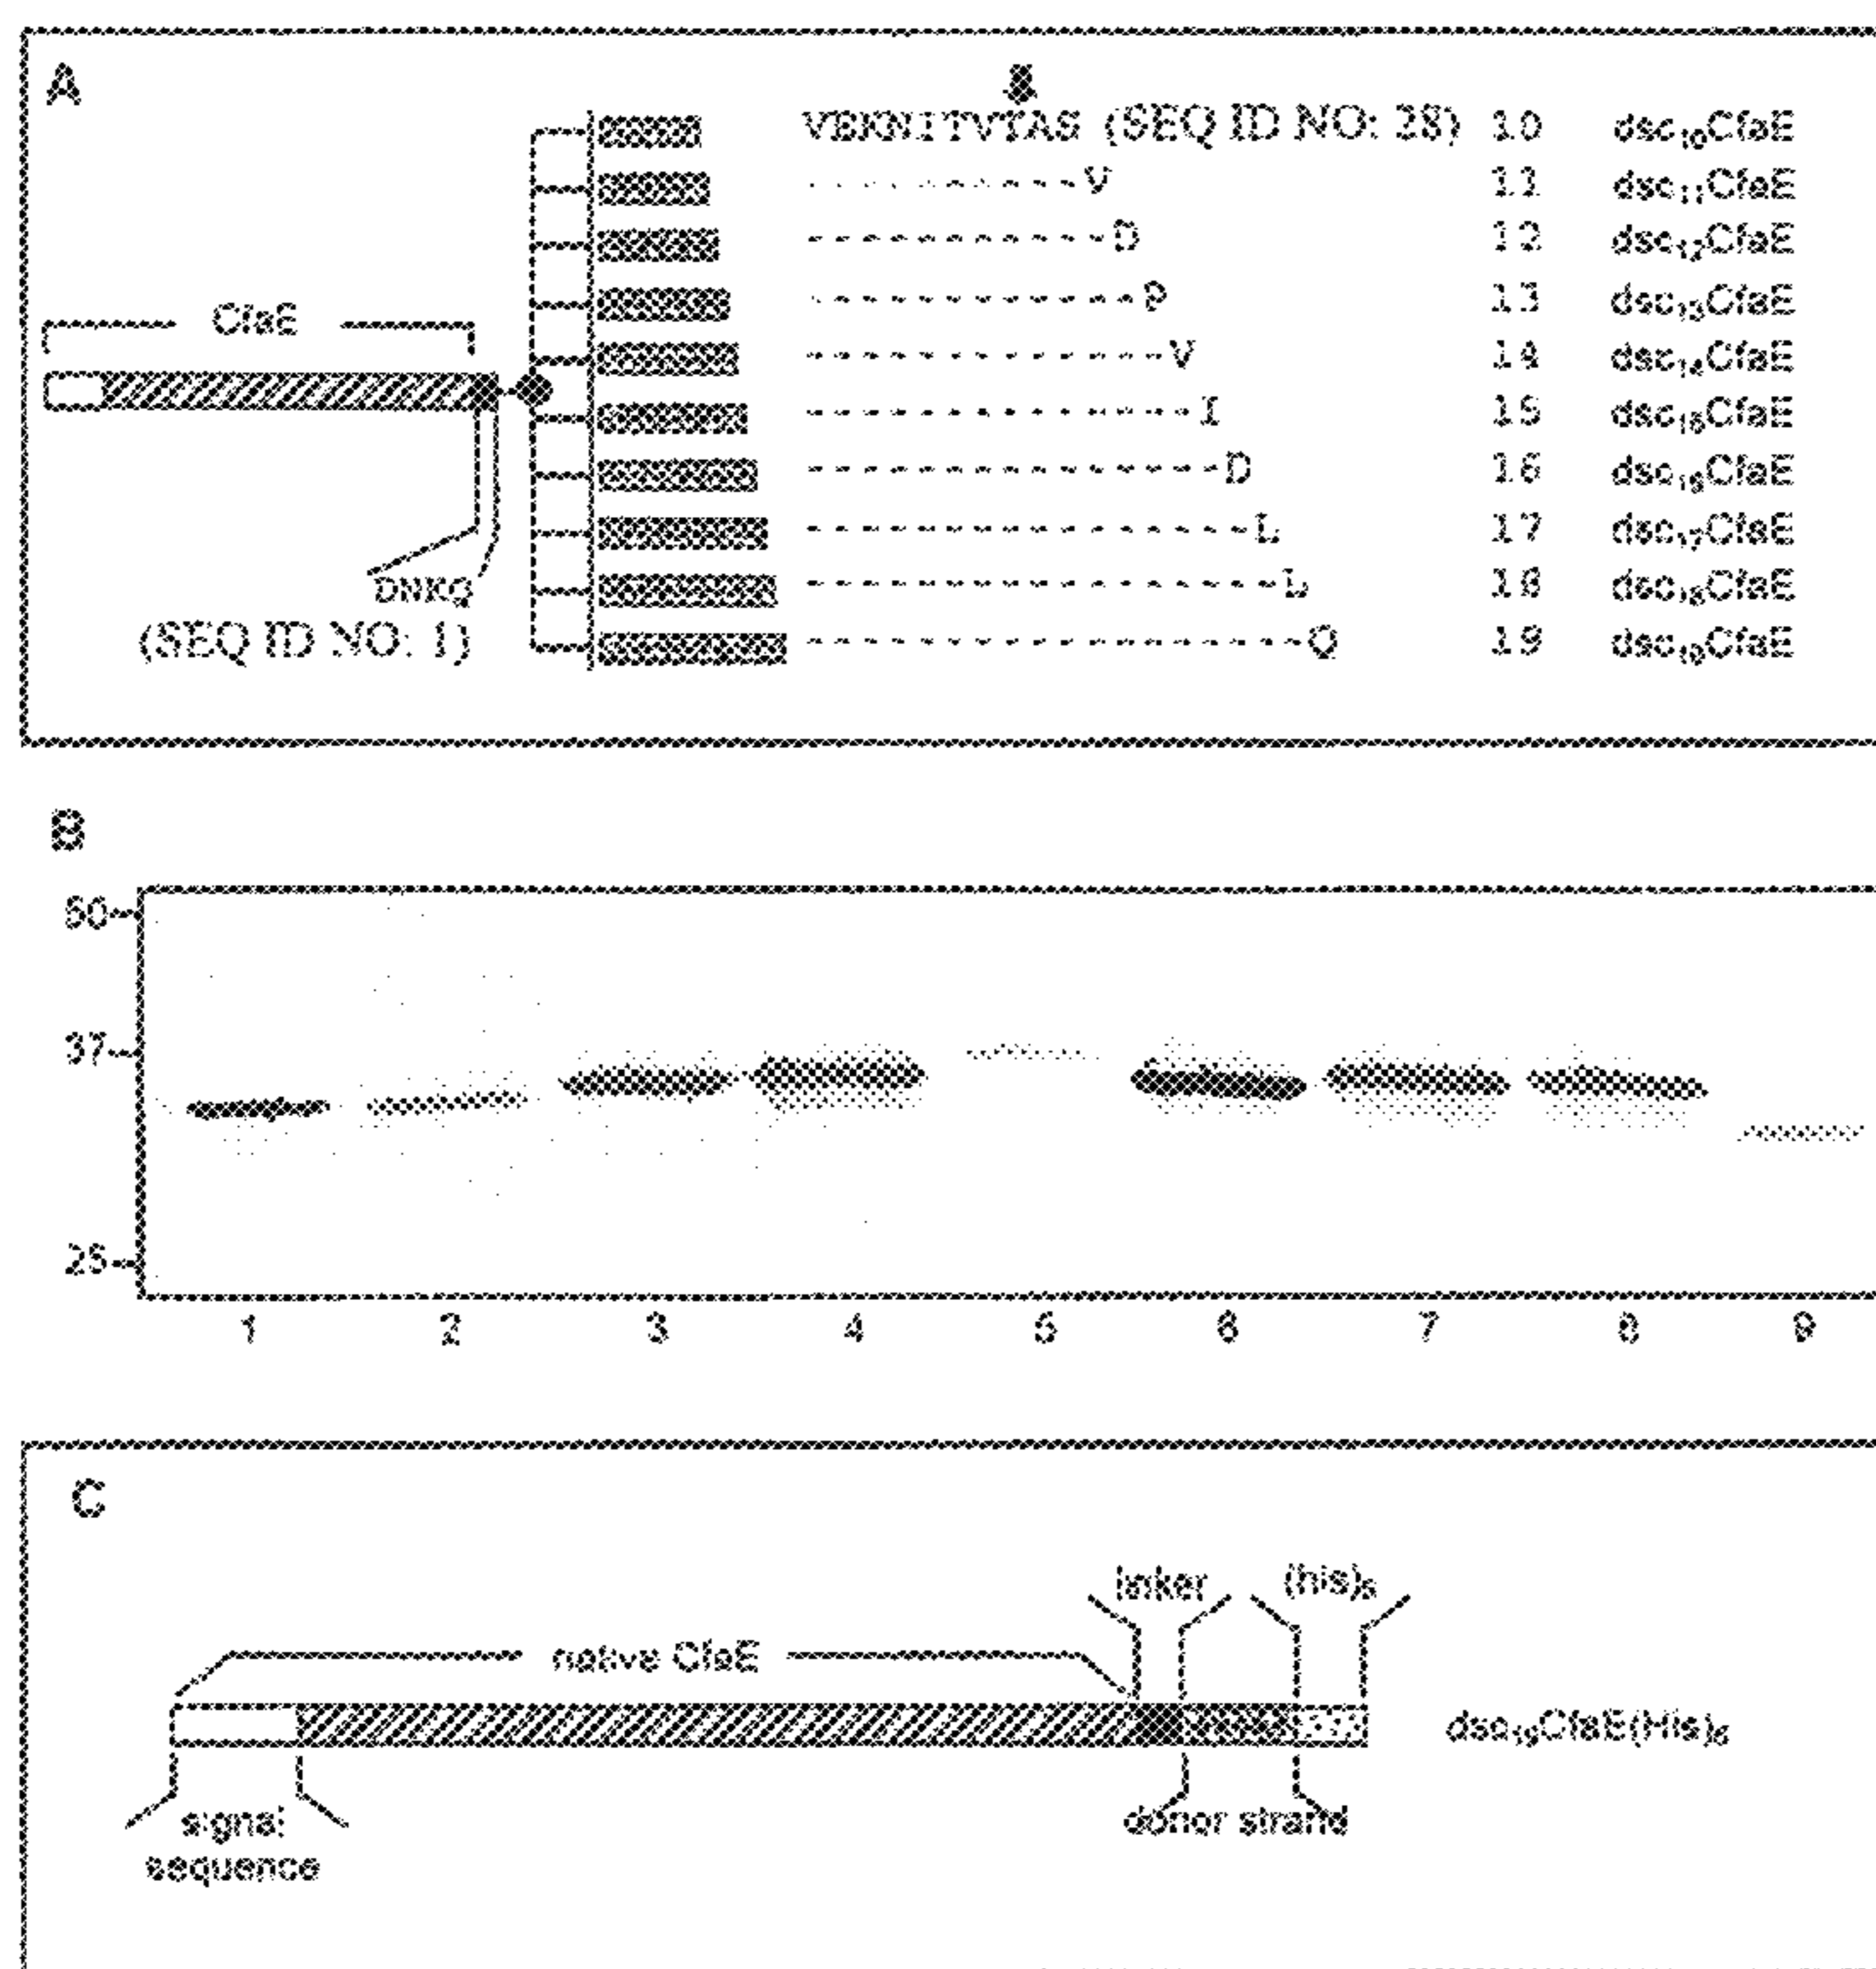 A
VEKNITVTAS (SEQ ID NO: 28) 10 dsc10CfaE
V 11 dsc11CfaE
D 12 dsc12CfaE
P 13 dsc13CfaE
CfaE
V 14 dsc14CfaE
I 15 dsc15CfaE
D 16 dsc16CfaE
L 17 dsc17CfaE
DNKQ
L 18 dsc18CfaE
(SEQ ID NO: 1)
Q 19 dsc19CfaE
B
50
37
25
1 2 3 4 5 6 7 8 9
C
linker (his)6
native CfaE
dsc19CfaE(His)6
signal
sequence
donor strand